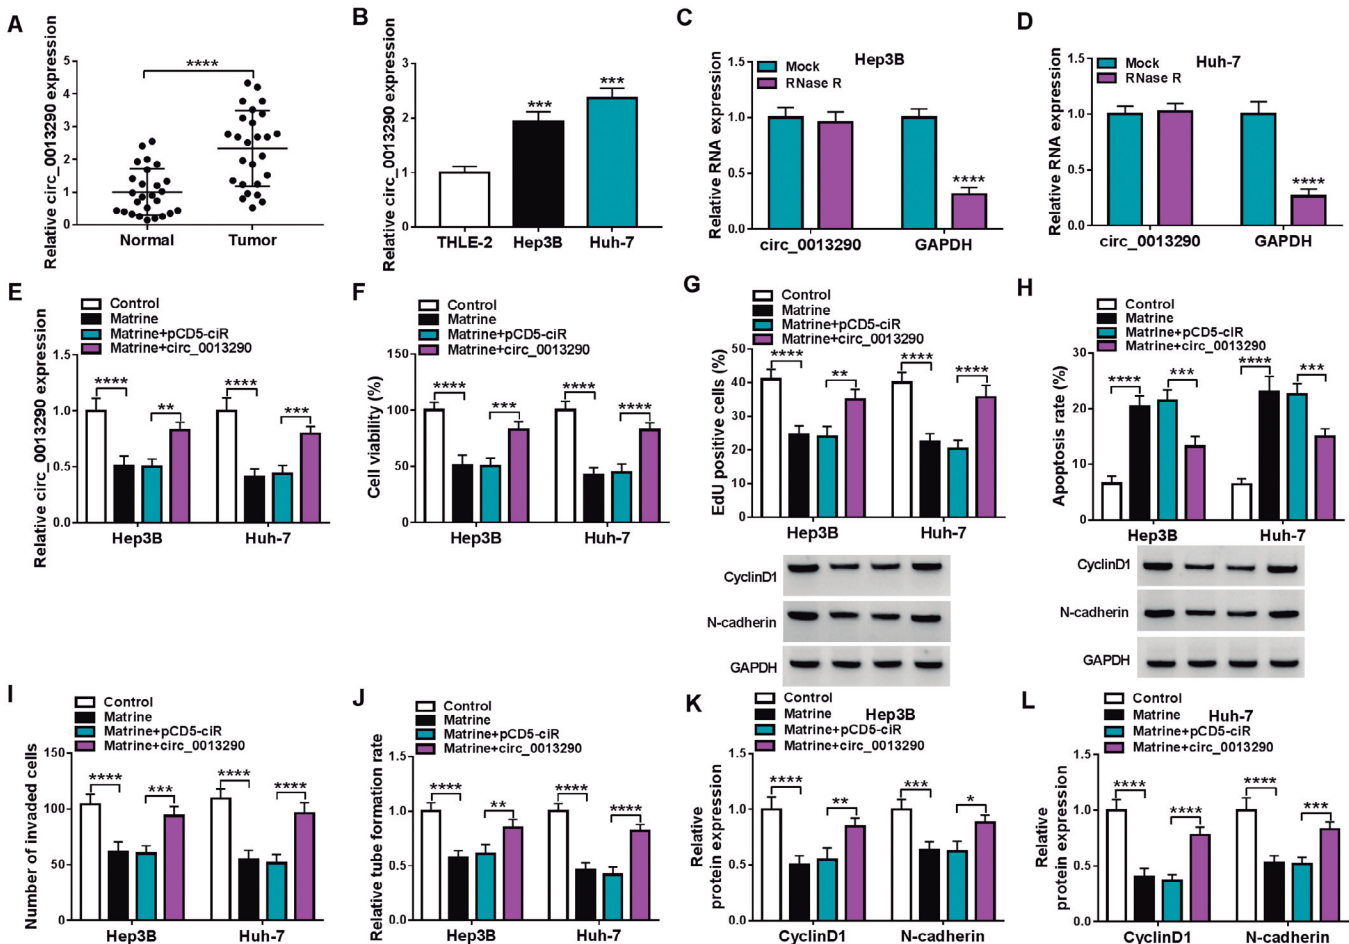 A
Relative circ_0013290 expression
5
4
3
2
1
0
****
Normal
Tumor
B
Relative circ_0013290 expression
3
2
1
0
***
***
THLE-2
Hep3B
Huh-7
C
Relative RNA expression
Hep3B
Mock
RNase R
1.5
1.0
0.5
0.0
****
circ_0013290
GAPDH
D
Relative RNA expression
Huh-7
Mock
RNase R
1.5
1.0
0.5
0.0
****
circ_0013290
GAPDH
E
Control
Matrine
Matrine+pCD5-ciR
Matrine+circ_0013290
Relative circ_0013290 expression
1.5
1.0
0.5
0.0
****
**
****
***
Hep3B
Huh-7
F
Control
Matrine
Matrine+pCD5-ciR
Matrine+circ_0013290
Cell viability (%)
150
100
50
0
****
***
****
****
Hep3B
Huh-7
G
Control
Matrine
Matrine+pCD5-ciR
Matrine+circ_0013290
EdU positive cells (%)
50
40
30
20
10
0
****
**
****
****
Hep3B
Huh-7
H
Control
Matrine
Matrine+pCD5-ciR
Matrine+circ_0013290
Apoptosis rate (%)
30
20
10
0
****
***
****
***
Hep3B
Huh-7
CyclinD1
N-cadherin
GAPDH
CyclinD1
N-cadherin
GAPDH
I
Control
Matrine
Matrine+pCD5-ciR
Matrine+circ_0013290
Number of invaded cells
150
100
50
0
****
***
****
****
Hep3B
Huh-7
J
Control
Matrine
Matrine+pCD5-ciR
Matrine+circ_0013290
Relative tube formation rate
1.5
1.0
0.5
0.0
****
**
****
****
Hep3B
Huh-7
K
Control
Matrine
Matrine+pCD5-ciR
Matrine+circ_0013290
Hep3B
Relative
protein expression
1.5
1.0
0.5
0.0
****
**
***
*
CyclinD1
N-cadherin
L
Control
Matrine
Matrine+pCD5-ciR
Matrine+circ_0013290
Huh-7
Relative
protein expression
1.5
1.0
0.5
0.0
****
****
****
***
CyclinD1
N-cadherin